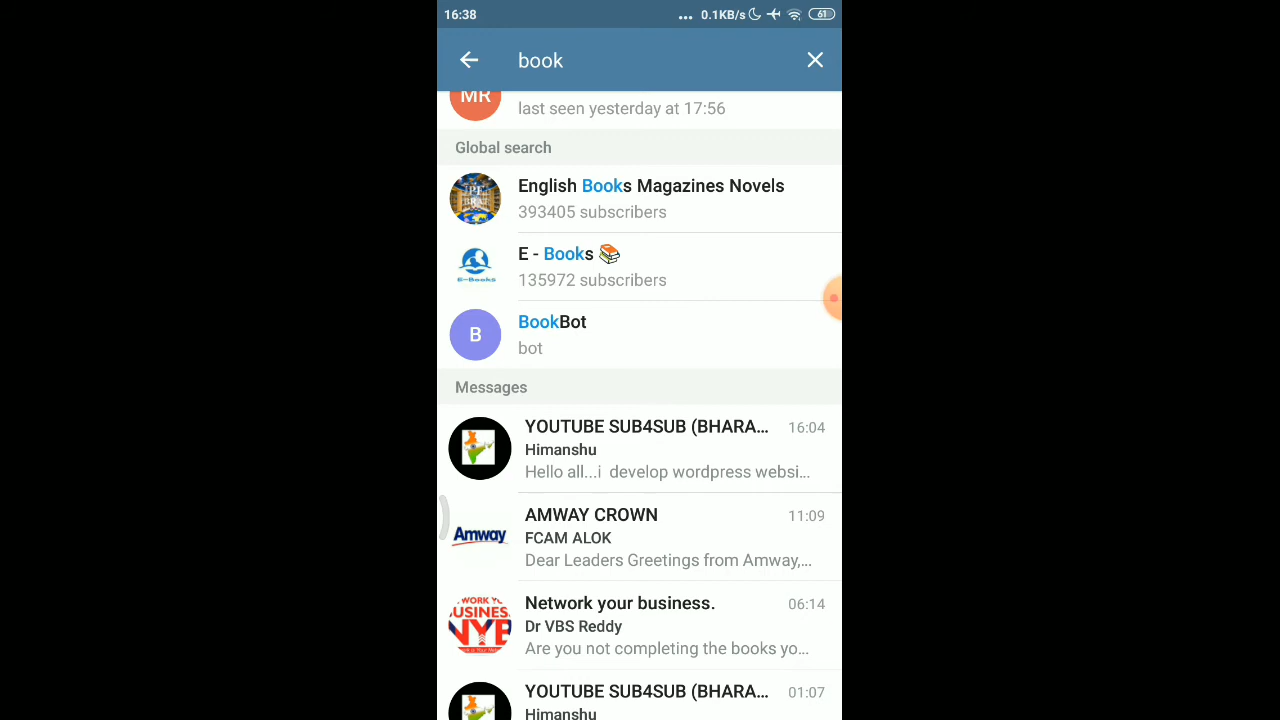 16:38
... 0.1KB/s 61
book
MR
last seen yesterday at 17:56
Global search
English Books Magazines Novels
393405 subscribers
E - Books 📚
E-Books
135972 subscribers
BookBot
B
bot
Messages
YOUTUBE SUB4SUB (BHARA... 16:04
Himanshu
Hello all...i develop wordpress websi...
AMWAY CROWN 11:09
Amway
FCAM ALOK
Dear Leaders Greetings from Amway,...
Network your business. 06:14
Dr VBS Reddy
Are you not completing the books yo...
YOUTUBE SUB4SUB (BHARA... 01:07
Himanshu